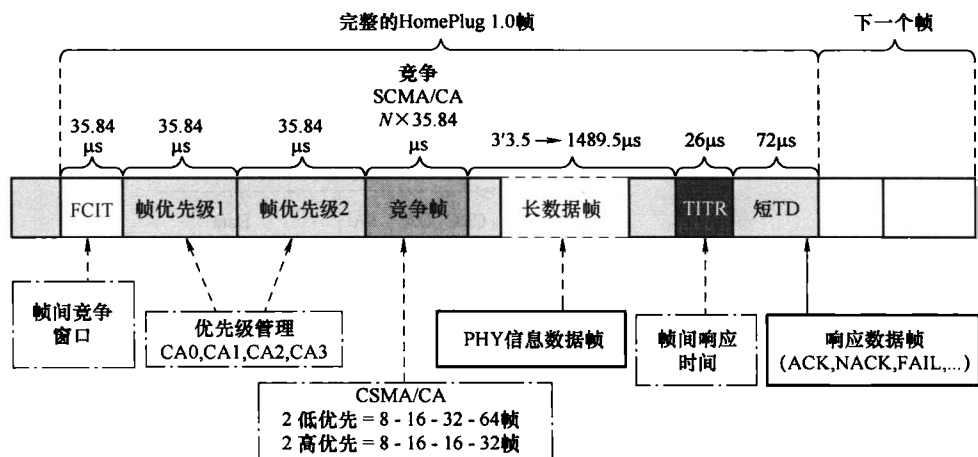 完整的HomePlug 1.0帧
下一个帧
竞争
SCMA/CA
N×35.84
μs
35.84
μs
35.84
μs
35.84
μs
3'3.5→1489.5μs
26μs
72μs
FCIT
帧优先级1
帧优先级2
竞争帧
长数据帧
TITR
短TD
帧间竞争
窗口
优先级管理
CA0,CA1,CA2,CA3
PHY信息数据帧
帧间响应
时间
响应数据帧
(ACK,NACK,FAIL,...)
CSMA/CA
2 低优先 = 8 - 16 - 32 - 64帧
2 高优先 = 8 - 16 - 16 - 32帧